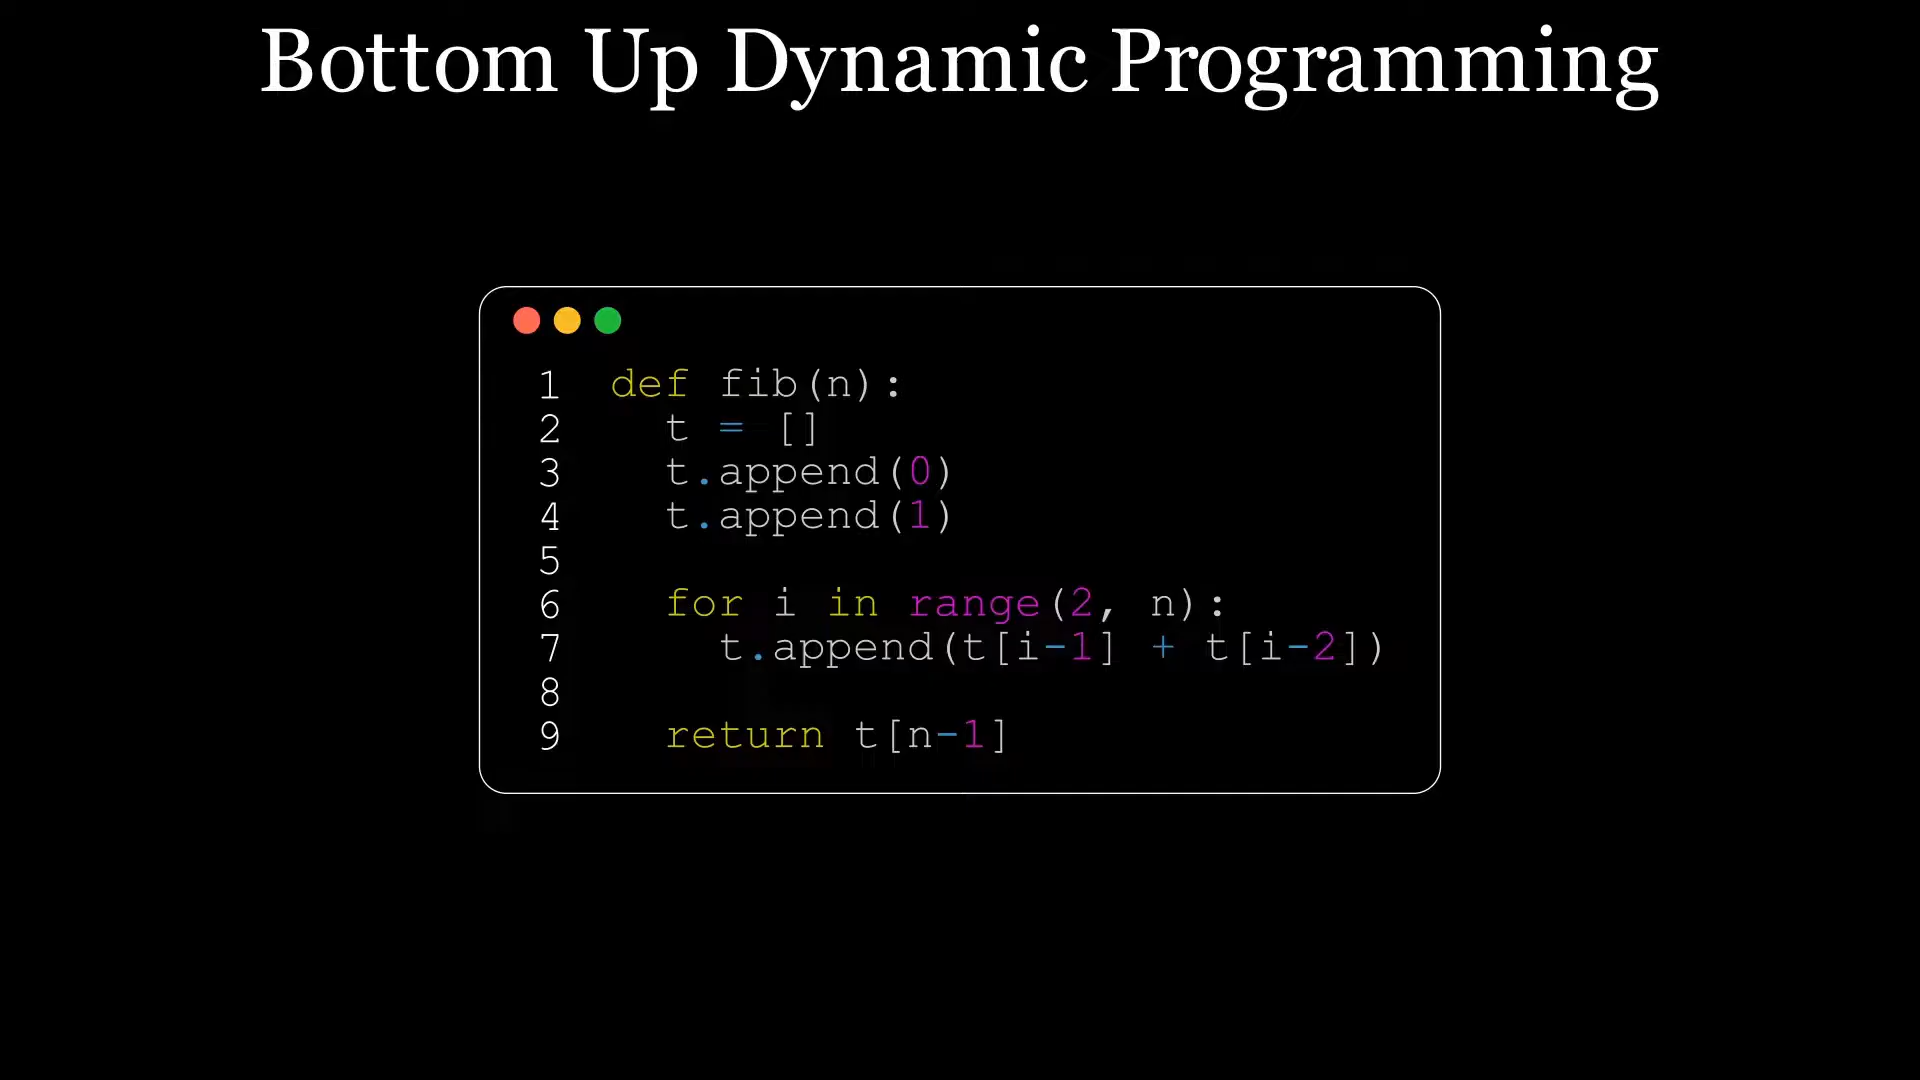 Bottom Up Dynamic Programming
1 def fib(n):
2   t = []
3   t.append(0)
4   t.append(1)
5
6   for i in range(2, n):
7     t.append(t[i-1] + t[i-2])
8
9   return t[n-1]